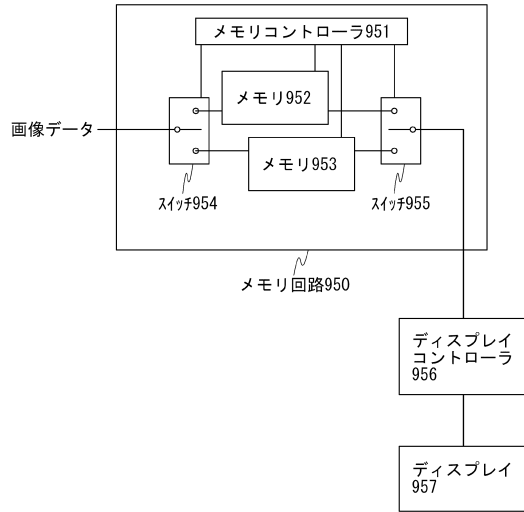 メモリコントローラ951
メモリ952
画像データ
メモリ953
スイッチ954
スイッチ955
メモリ回路950
ディスプレイ
コントローラ
956
ディスプレイ
957